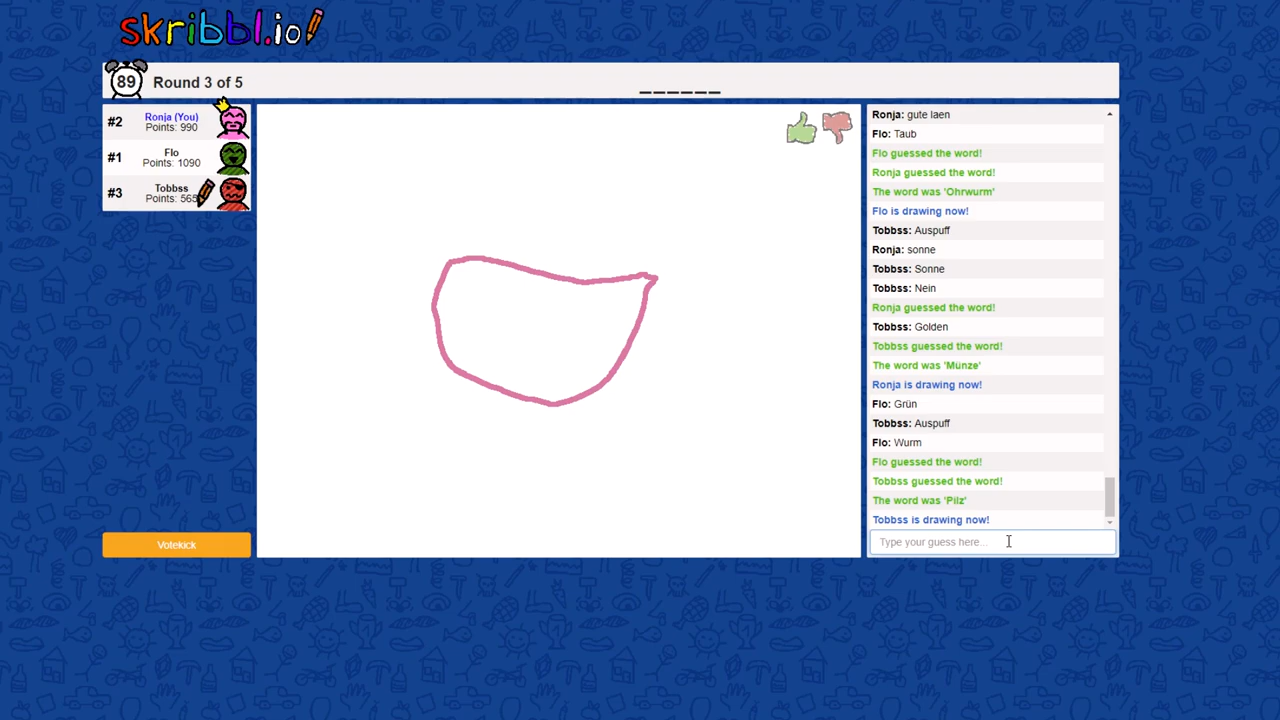 skribbl.io
89
Round 3 of 5
______
#2
Ronja (You)
Points: 990
#1
Flo
Points: 1090
#3
Tobbss
Points: 565
Votekick
Ronja: gute laen
Flo: Taub
Flo guessed the word!
Ronja guessed the word!
The word was 'Ohrwurm'
Flo is drawing now!
Tobbss: Auspuff
Ronja: sonne
Tobbss: Sonne
Tobbss: Nein
Ronja guessed the word!
Tobbss: Golden
Tobbss guessed the word!
The word was 'Münze'
Ronja is drawing now!
Flo: Grün
Tobbss: Auspuff
Flo: Wurm
Flo guessed the word!
Tobbss guessed the word!
The word was 'Pilz'
Tobbss is drawing now!
Type your guess here...